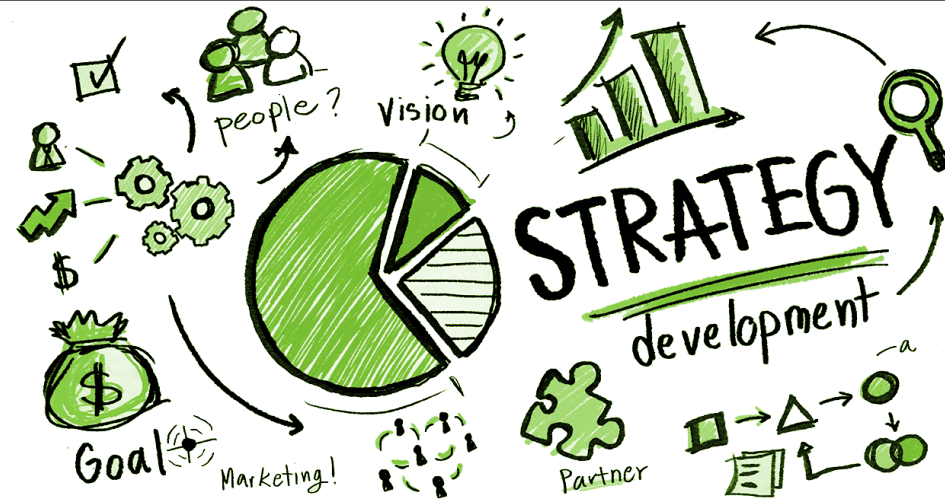 people?
Vision
STRATEGY
development
$
$
Goal
Marketing!
Partner
a